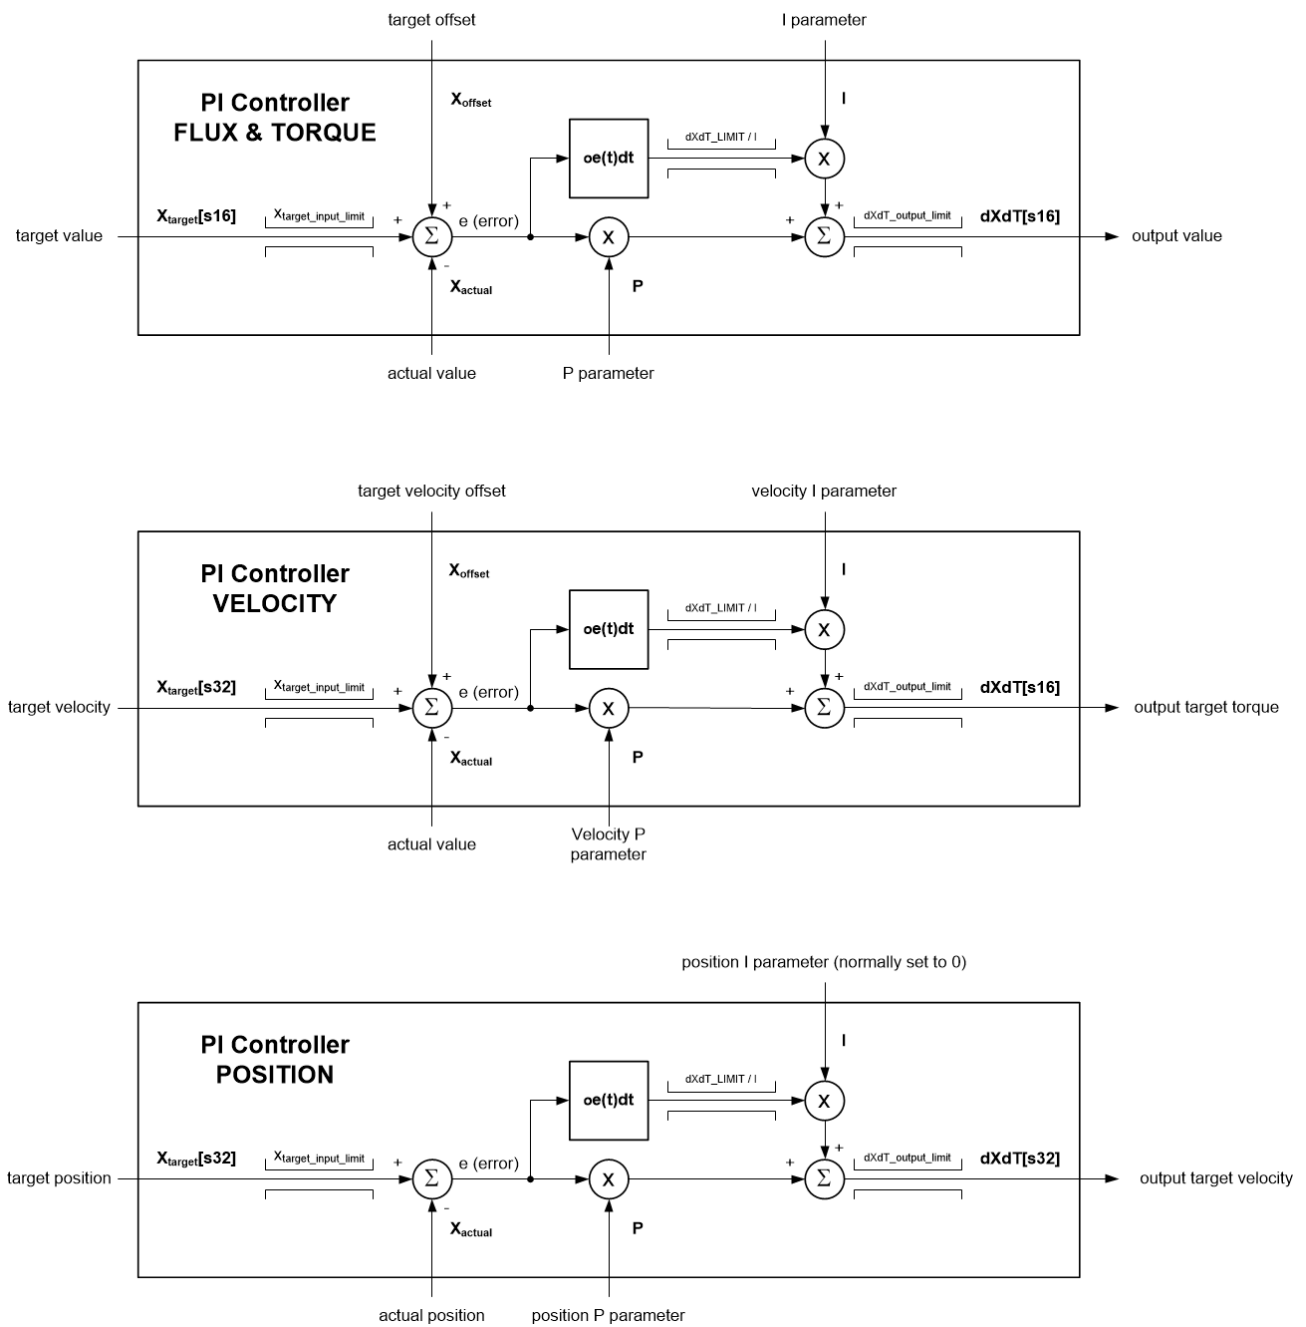 target offset
I parameter
PI Controller
FLUX & TORQUE
Xoffset
I
oe(t)dt
dXdT_LIMIT / I
X
Xtarget[s16]
Xtarget_input_limit
+
+
e (error)
+
+
dXdT_output_limit
dXdT[s16]
target value
Σ
X
Σ
output value
-
Xactual
P
actual value
P parameter
target velocity offset
velocity I parameter
PI Controller
VELOCITY
Xoffset
I
oe(t)dt
dXdT_LIMIT / I
X
Xtarget[s32]
Xtarget_input_limit
+
+
e (error)
+
+
dXdT_output_limit
dXdT[s16]
target velocity
Σ
X
Σ
output target torque
-
Xactual
P
actual value
Velocity P
parameter
position I parameter (normally set to 0)
PI Controller
POSITION
I
oe(t)dt
dXdT_LIMIT / I
X
Xtarget[s32]
Xtarget_input_limit
+
e (error)
+
+
dXdT_output_limit
dXdT[s32]
target position
Σ
X
Σ
output target velocity
-
Xactual
P
actual position
position P parameter